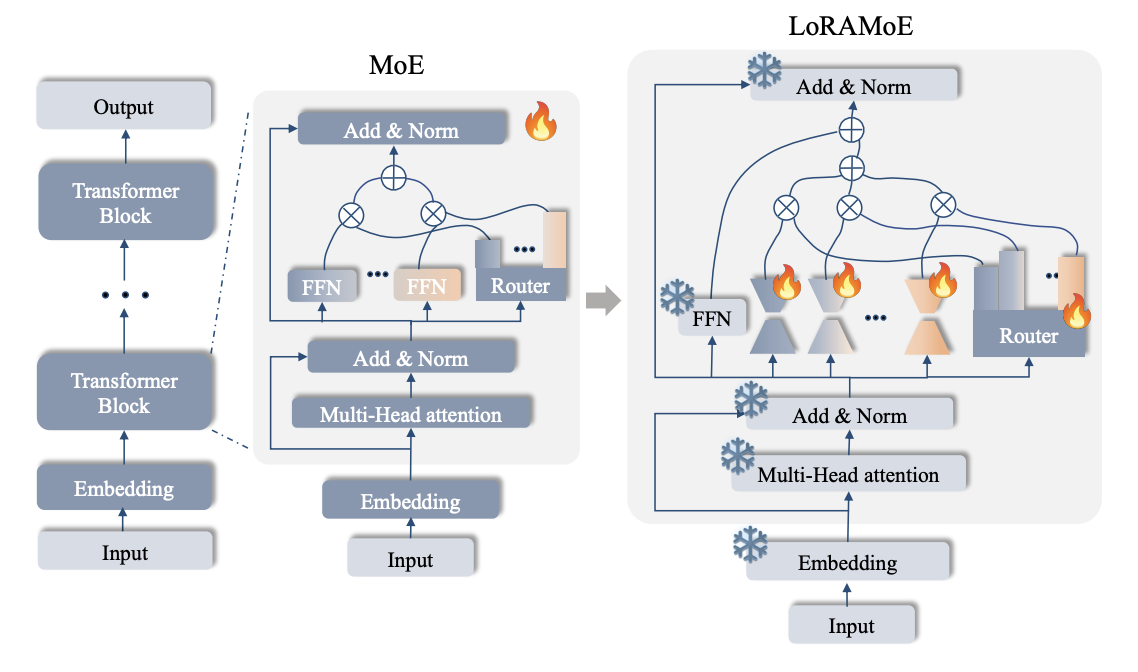 Output
Transformer
Block
Transformer
Block
Embedding
Input
MoE
Add & Norm
FFN
FFN
Router
Add & Norm
Multi-Head attention
Embedding
Input
LoRAMoE
Add & Norm
FFN
Router
Add & Norm
Multi-Head attention
Embedding
Input